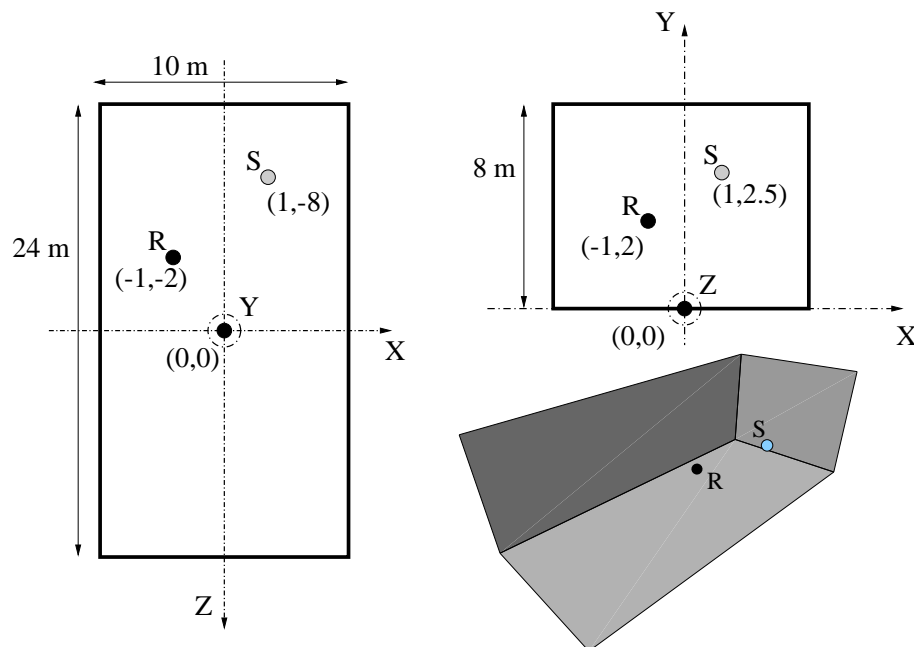 10 m
24 m
S
(1,-8)
R
(-1,-2)
Y
(0,0)
X
Z
Y
8 m
S
(1,2.5)
R
(-1,2)
Z
(0,0)
X
S
R